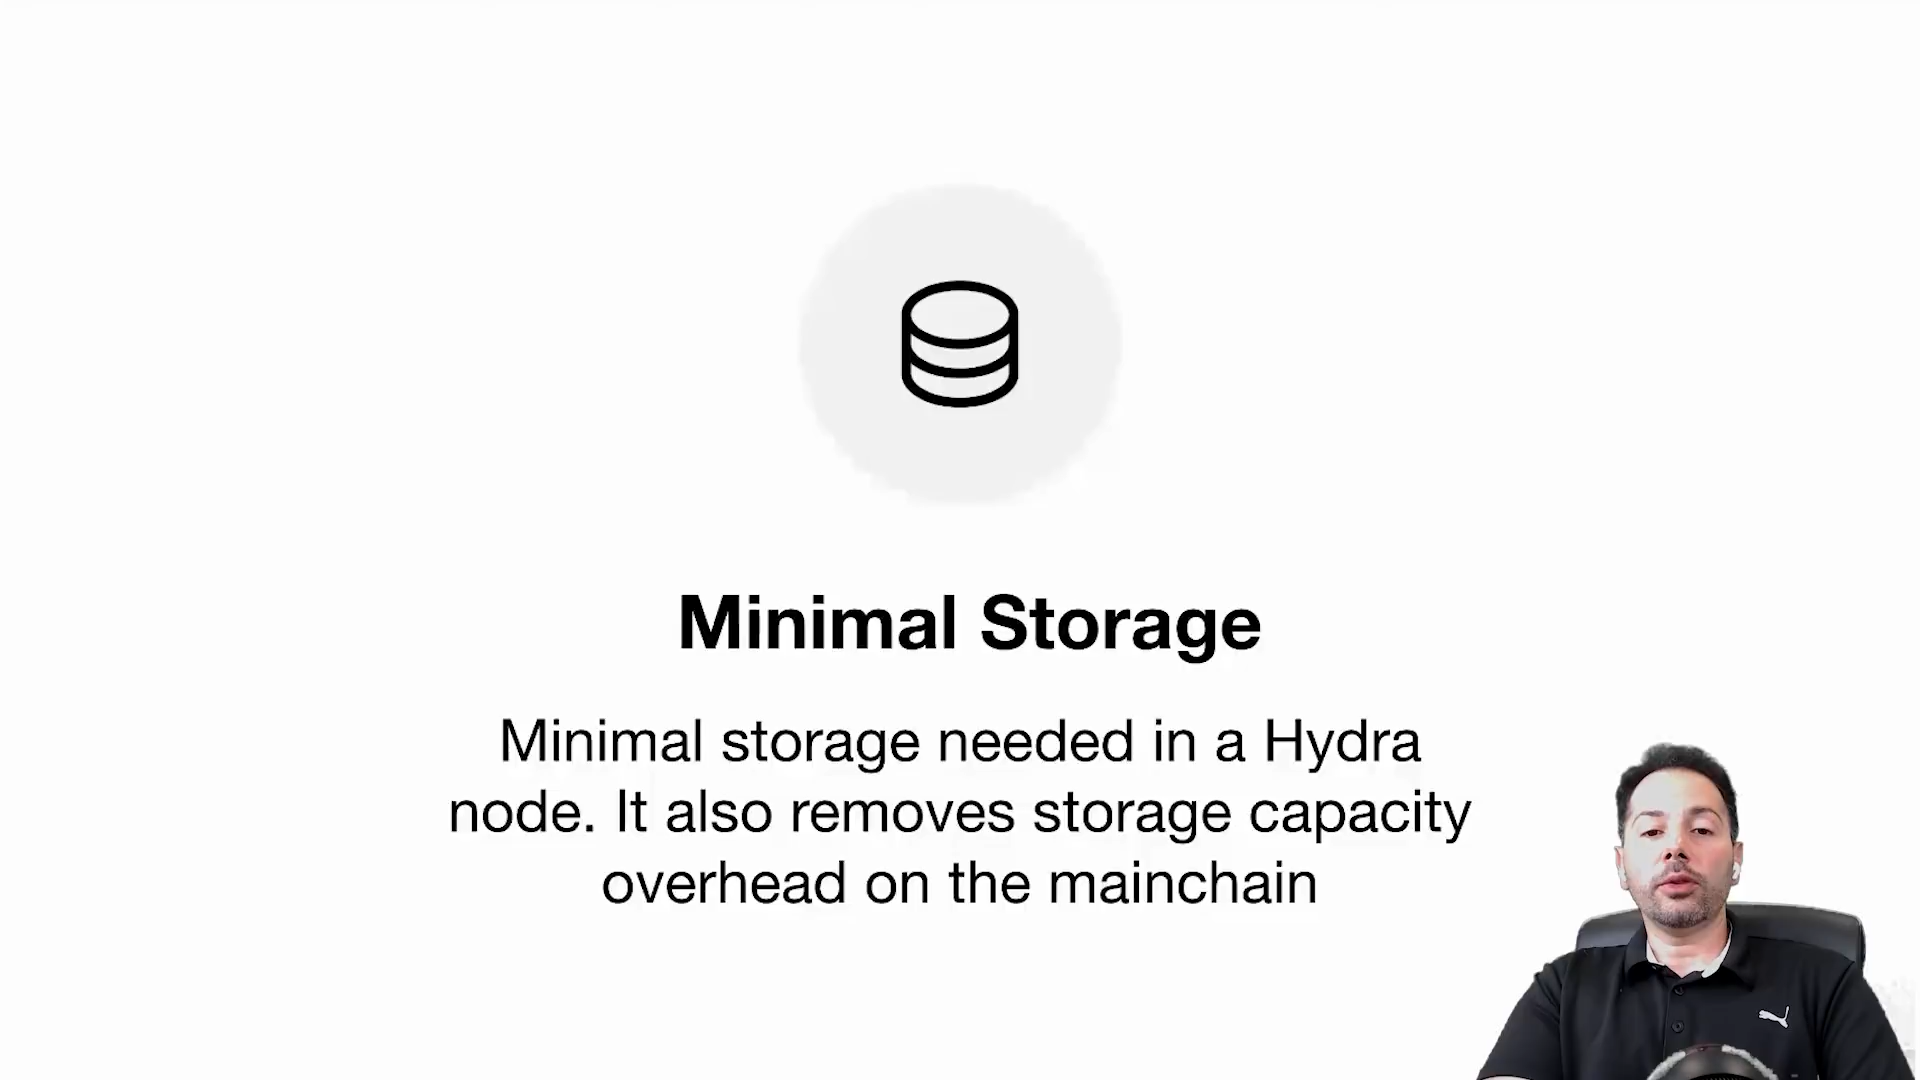 Minimal Storage
Minimal storage needed in a Hydra
node. It also removes storage capacity
overhead on the mainchain